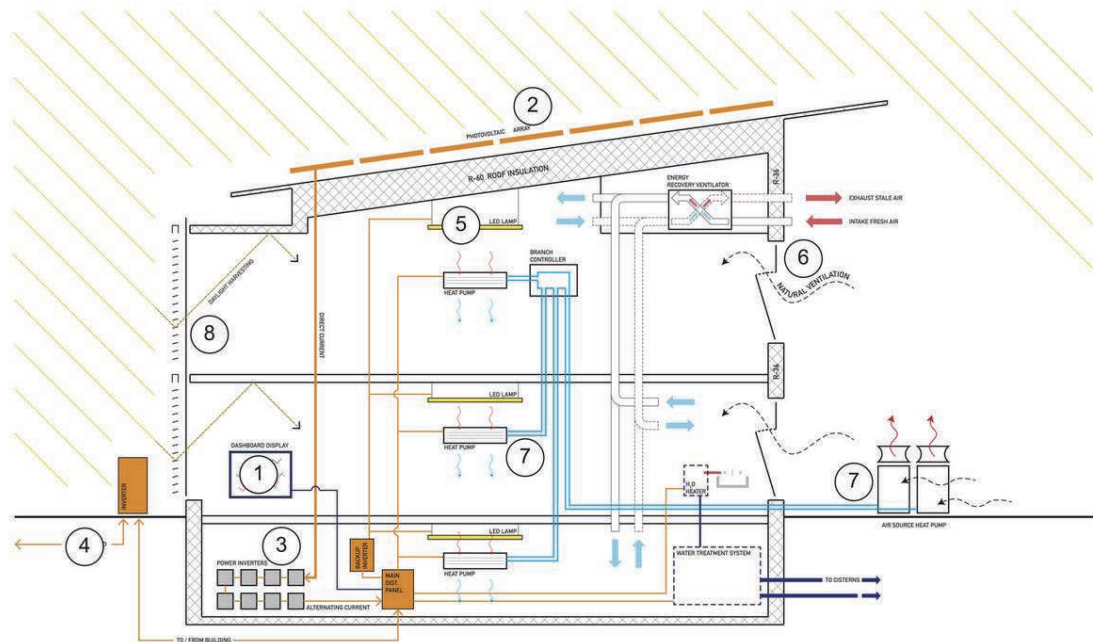 2
PHOTOVOLTAIC ARRAY
R-60 ROOF INSULATION
R-36
ENERGY
RECOVERY VENTILATOR
EXHAUST STALE AIR
INTAKE FRESH AIR
5
LED LAMP
6
BRANCH
CONTROLLER
NATURAL VENTILATION
DAYLIGHT HARVESTING
HEAT PUMP
DIRECT CURRENT
8
R-36
LED LAMP
DASHBOARD DISPLAY
1
HEAT PUMP
7
INVERTER
H₂O
HEATER
7
AIR SOURCE HEAT PUMP
4
3
LED LAMP
BACKUP
INVERTER
WATER TREATMENT SYSTEM
POWER INVERTERS
HEAT PUMP
MAIN
DIST.
PANEL
TO CISTERNS
ALTERNATING CURRENT
TO / FROM BUILDING